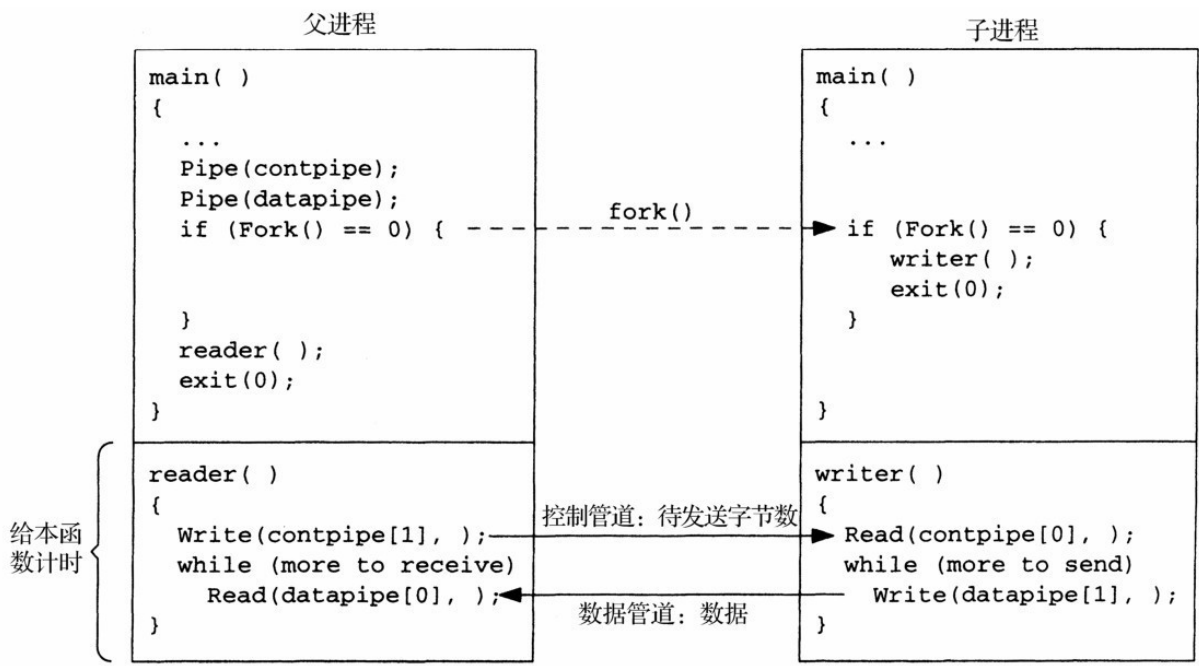 父进程
main( )
{
...
Pipe(contpipe);
Pipe(datapipe);
if (Fork() == 0) {
}
reader( );
exit(0);
}
fork()
子进程
main( )
{
...
if (Fork() == 0) {
writer( );
exit(0);
}
}
给本函
数计时
reader( )
{
Write(contpipe[1], );
while (more to receive)
Read(datapipe[0], );
}
控制管道：待发送字节数
数据管道：数据
writer( )
{
Read(contpipe[0], );
while (more to send)
Write(datapipe[1], );
}